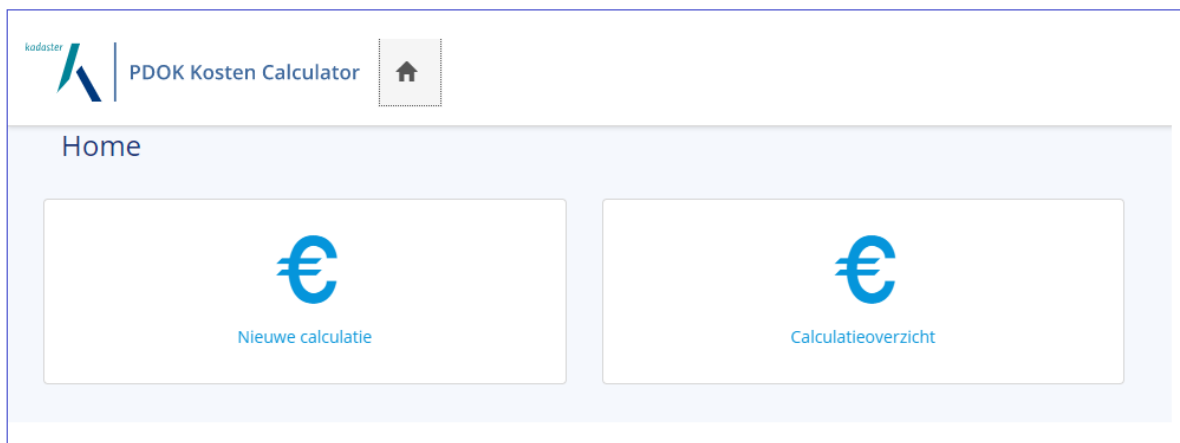 kadaster
PDOK Kosten Calculator
Home
€ €
Nieuwe calculatie Calculatieoverzicht